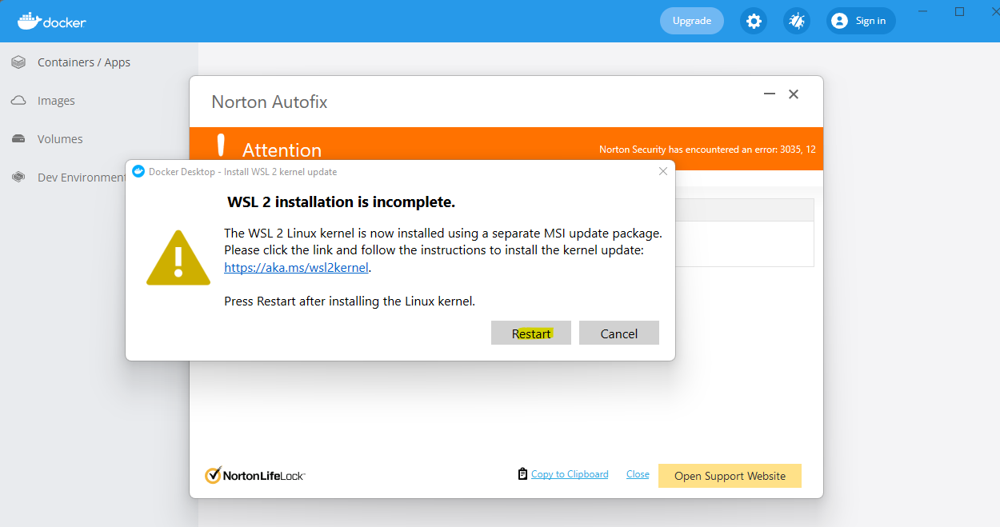 docker
Upgrade
Sign in
Containers / Apps
Images
Volumes
Dev Environment
Norton Autofix
! Attention
Norton Security has encountered an error: 3035, 12
Docker Desktop - Install WSL 2 kernel update
WSL 2 installation is incomplete.
The WSL 2 Linux kernel is now installed using a separate MSI update package.
Please click the link and follow the instructions to install the kernel update:
https://aka.ms/wsl2kernel.
Press Restart after installing the Linux kernel.
Restart
Cancel
NortonLifeLock
Copy to Clipboard
Close
Open Support Website